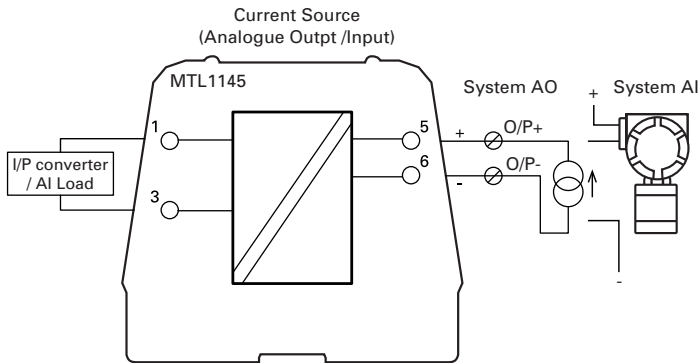 Current Source
(Analogue Outpt /Input)
MTL1145
System AO
System AI
1
5
+
O/P+
+
I/P converter
/ AI Load
6
O/P-
-
3
-